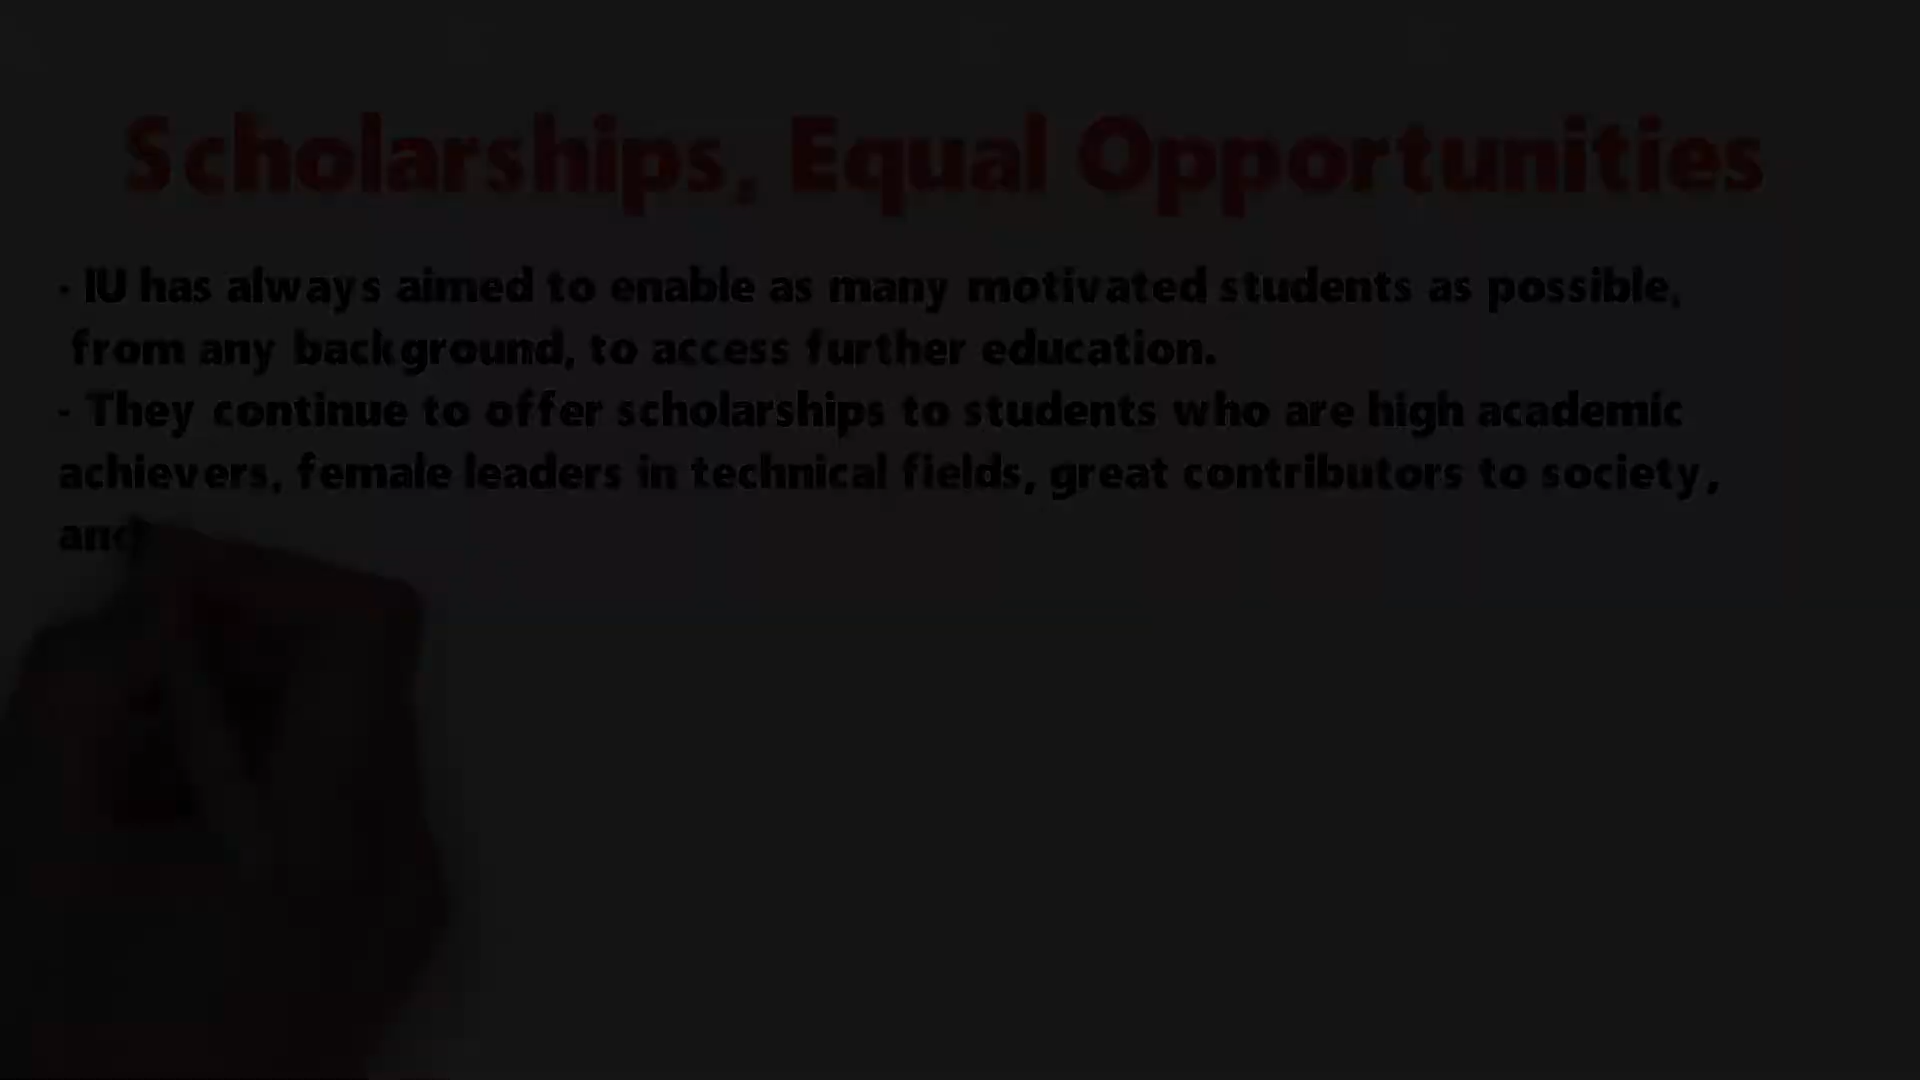 Scholarships, Equal Opportunities
- IU has always aimed to enable as many motivated students as possible,
from any background, to access further education.
- They continue to offer scholarships to students who are high academic
achievers, female leaders in technical fields, great contributors to society,
and